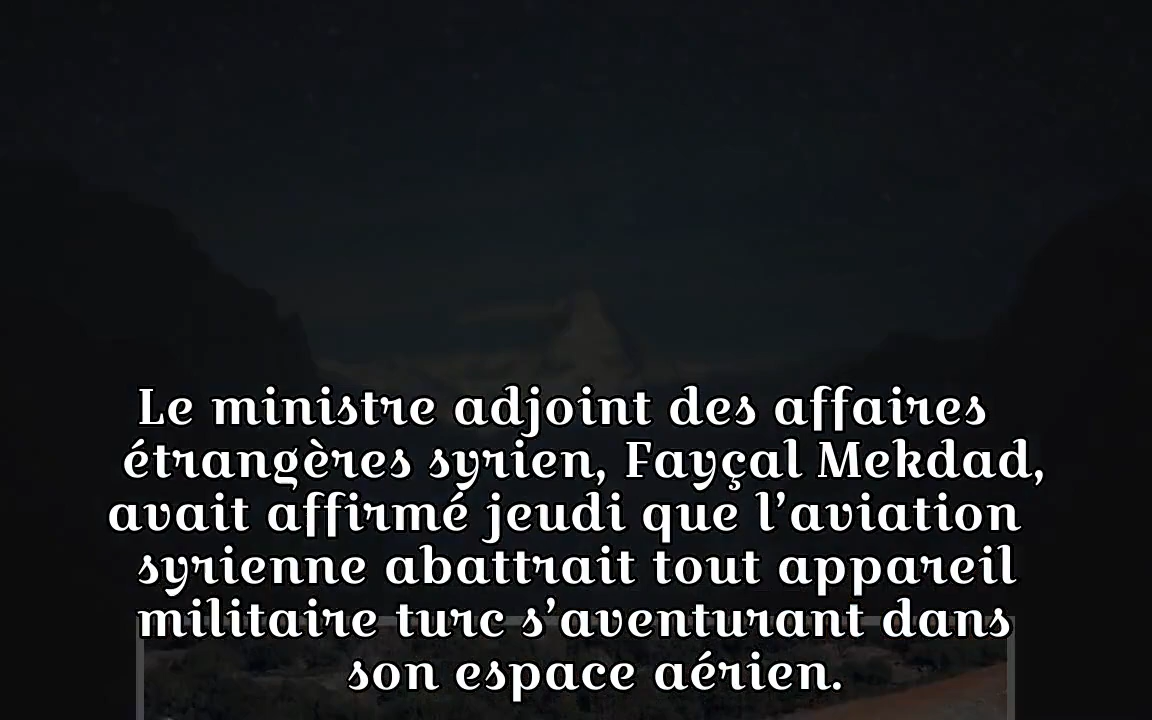 Le ministre adjoint des affaires
étrangères syrien, Fayçal Mekdad,
avait affirmé jeudi que l’aviation
syrienne abattrait tout appareil
militaire turc s’aventurant dans
son espace aérien.